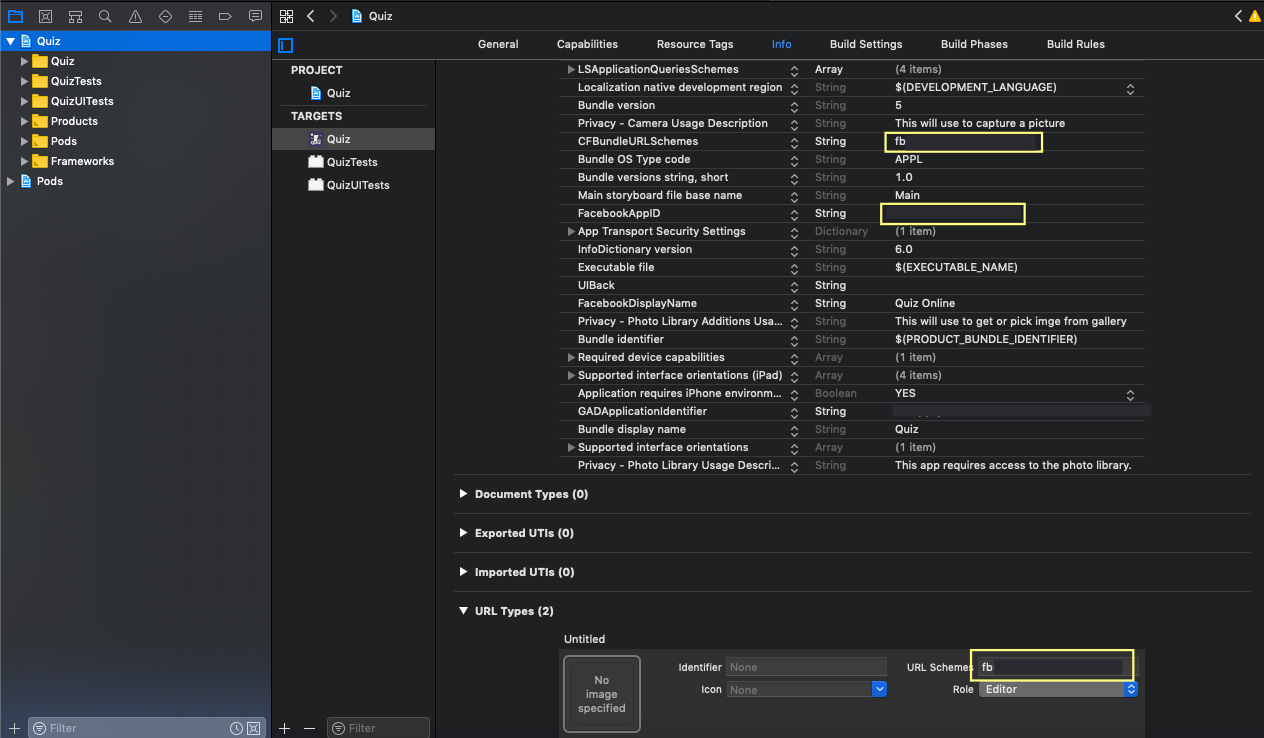 Quiz
Quiz
Quiz
QuizTests
QuizUITests
Products
Pods
Frameworks
Pods
Filter
General Capabilities Resource Tags Info Build Settings Build Phases Build Rules
PROJECT
Quiz
TARGETS
Quiz
QuizTests
QuizUITests
Filter
LSApplicationQueriesSchemes Array (4 items)
Localization native development region String $(DEVELOPMENT_LANGUAGE)
Bundle version String 5
Privacy - Camera Usage Description String This will use to capture a picture
CFBundleURLSchemes String fb
Bundle OS Type code String APPL
Bundle versions string, short String 1.0
Main storyboard file base name String Main
FacebookAppID String
App Transport Security Settings Dictionary (1 item)
InfoDictionary version String 6.0
Executable file String $(EXECUTABLE_NAME)
UIBack String
FacebookDisplayName String Quiz Online
Privacy - Photo Library Additions Usa... String This will use to get or pick imge from gallery
Bundle identifier String $(PRODUCT_BUNDLE_IDENTIFIER)
Required device capabilities Array (1 item)
Supported interface orientations (iPad) Array (4 items)
Application requires iPhone environm... Boolean YES
GADApplicationIdentifier String
Bundle display name String Quiz
Supported interface orientations Array (1 item)
Privacy - Photo Library Usage Descri... String This app requires access to the photo library.
Document Types (0)
Exported UTIs (0)
Imported UTIs (0)
URL Types (2)
Untitled
No
image
specified
Identifier None URL Schemes fb
Icon None Role Editor